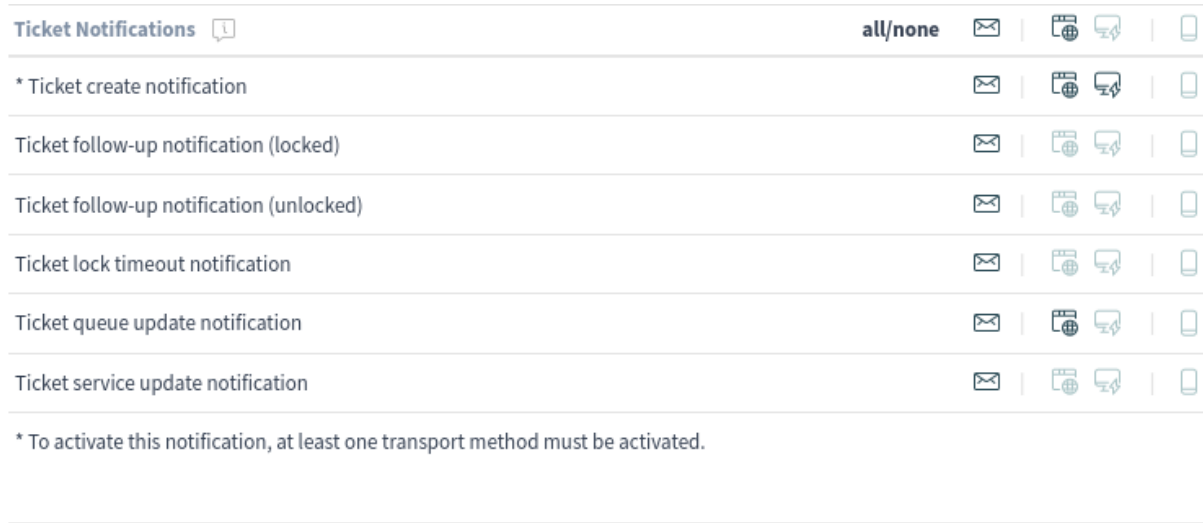 Ticket Notifications all/none
* Ticket create notification
Ticket follow-up notification (locked)
Ticket follow-up notification (unlocked)
Ticket lock timeout notification
Ticket queue update notification
Ticket service update notification
* To activate this notification, at least one transport method must be activated.